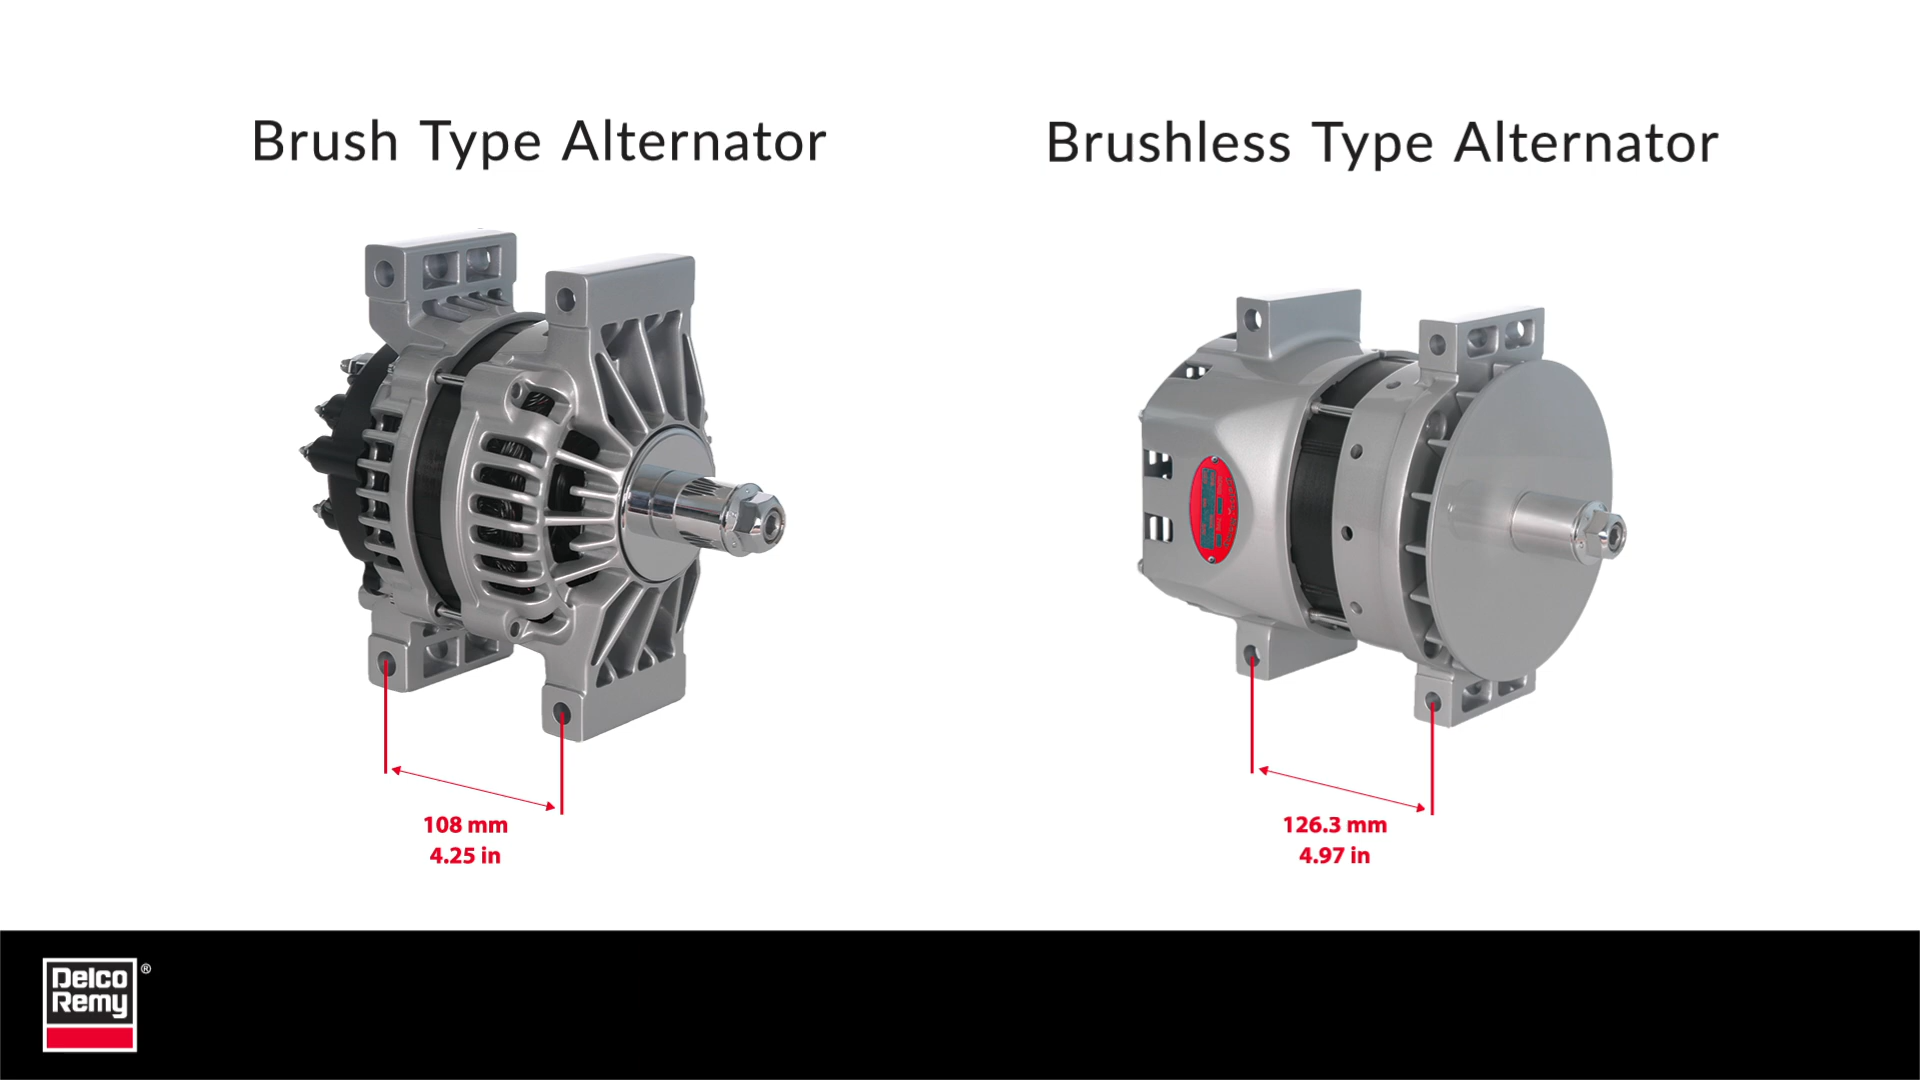 Brush Type Alternator
Brushless Type Alternator
108 mm
4.25 in
126.3 mm
4.97 in
Delco
Remy
®